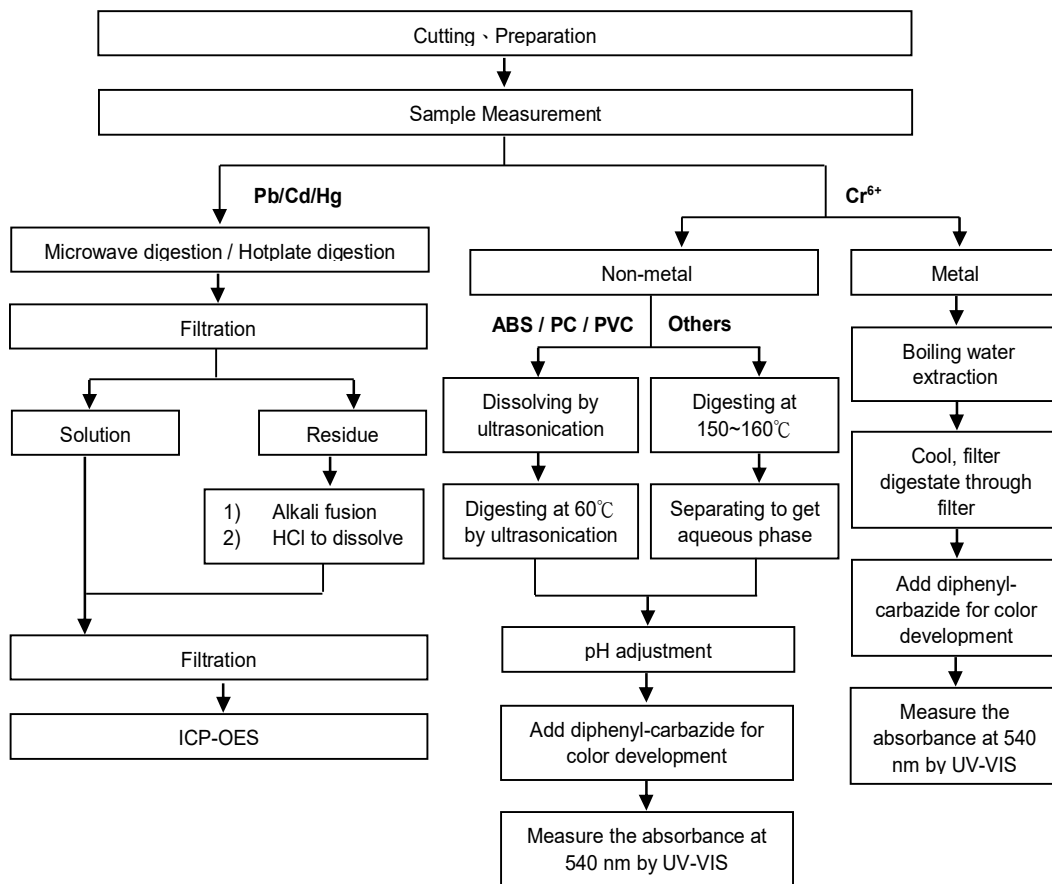 Cutting、Preparation
Sample Measurement
Pb/Cd/Hg
Cr⁶⁺
Microwave digestion / Hotplate digestion
Non-metal
Metal
Filtration
ABS / PC / PVC
Others
Boiling water
extraction
Solution
Residue
Dissolving by
ultrasonication
Digesting at
150~160℃
Cool, filter
digestate through
filter
1) Alkali fusion
2) HCl to dissolve
Digesting at 60℃
by ultrasonication
Separating to get
aqueous phase
Add diphenyl-
carbazide for color
development
Filtration
pH adjustment
ICP-OES
Add diphenyl-carbazide for
color development
Measure the
absorbance at 540
nm by UV-VIS
Measure the absorbance at
540 nm by UV-VIS